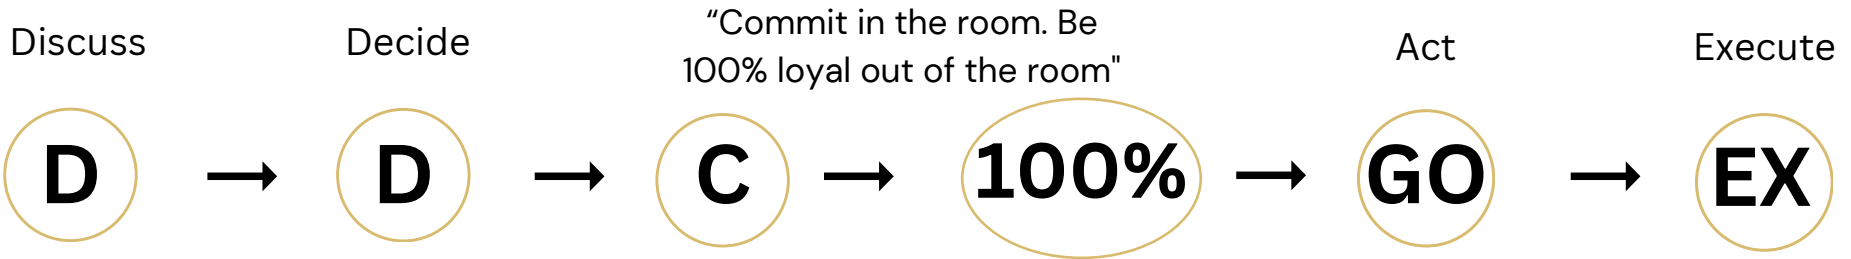 Discuss
Decide
“Commit in the room. Be
100% loyal out of the room"
Act
Execute
D
D
C
100%
GO
EX